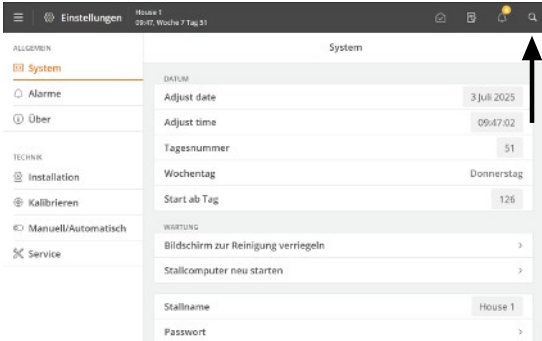 Einstellungen
House 1
09:47, Woche 7 Tag 51
ALLGEMEIN
System
Alarme
Über
TECHNIK
Installation
Kalibrieren
Manuell/Automatisch
Service
System
DATUM
Adjust date 3 Juli 2025
Adjust time 09:47:02
Tagesnummer 51
Wochentag Donnerstag
Start ab Tag 126
WARTUNG
Bildschirm zur Reinigung verriegeln
Stallcomputer neu starten
Stallname House 1
Passwort